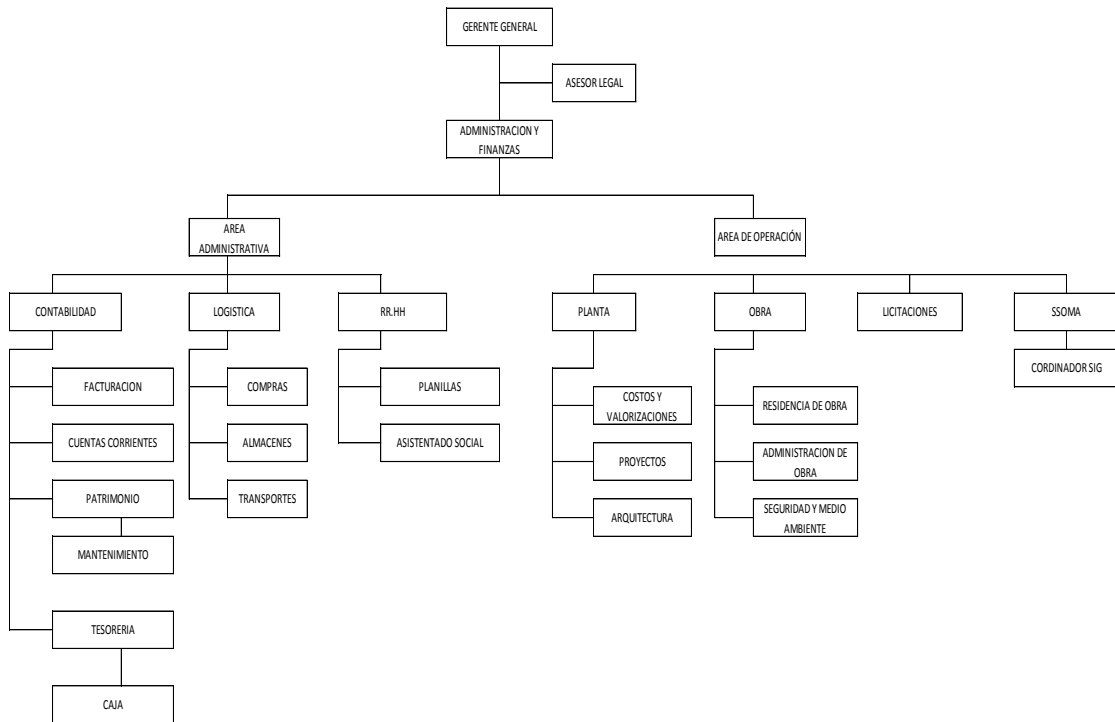 GERENTE GENERAL
ASESOR LEGAL
ADMINISTRACION Y
FINANZAS
AREA
ADMINISTRATIVA
AREA DE OPERACIÓN
CONTABILIDAD
LOGISTICA
RR.HH
PLANTA
OBRA
LICITACIONES
SSOMA
FACTURACION
CUENTAS CORRIENTES
PATRIMONIO
MANTENIMIENTO
TESORERIA
CAJA
COMPRAS
ALMACENES
TRANSPORTES
PLANILLAS
ASISTENTADO SOCIAL
COSTOS Y
VALORIZACIONES
PROYECTOS
ARQUITECTURA
RESIDENCIA DE OBRA
ADMINISTRACION DE
OBRA
SEGURIDAD Y MEDIO
AMBIENTE
CORDINADOR SIG